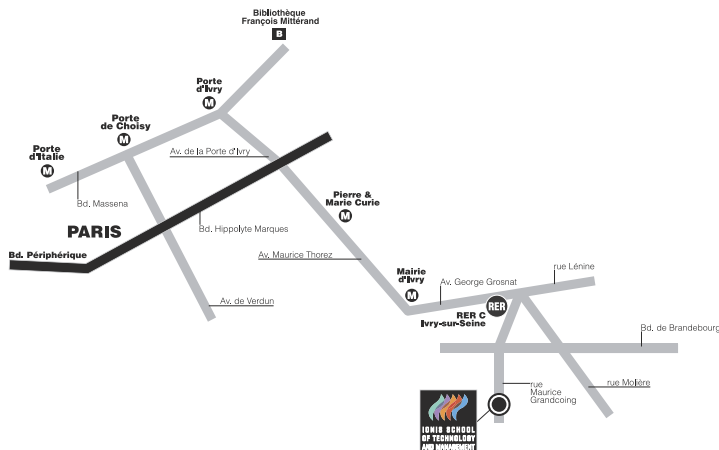 Bibliothèque
François Mittérand
B
Porte
d'Ivry
M
Porte
de Choisy
M
Porte
d'Italie
M
Av. de la Porte d'Ivry
Bd. Massena
PARIS
Bd. Hippolyte Marques
Bd. Périphérique
Pierre &
Marie Curie
M
Av. Maurice Thorez
Av. de Verdun
Mairie
d'Ivry
M
Av. George Grosnat
rue Lénine
RER
RER C
Ivry-sur-Seine
Bd. de Brandebourg
rue
Maurice
Grandcoing
rue Molière
IONIS SCHOOL
OF TECHNOLOGY
AND MANAGEMENT